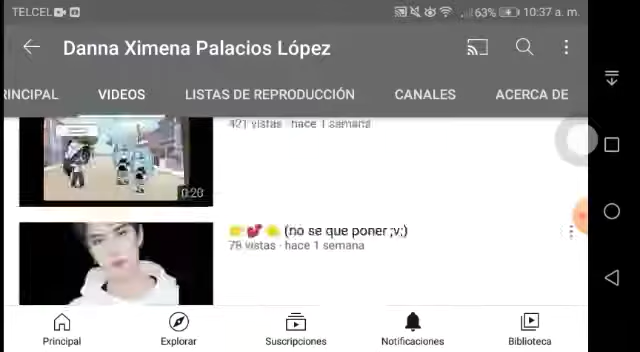 TELCEL 63% 10:37 a. m.
Danna Ximena Palacios López
RINCIPAL VIDEOS LISTAS DE REPRODUCCIÓN CANALES ACERCA DE
421 vistas · hace 1 semana
0:20
(no se que poner ;v;)
78 vistas · hace 1 semana
Principal Explorar Suscripciones Notificaciones Biblioteca